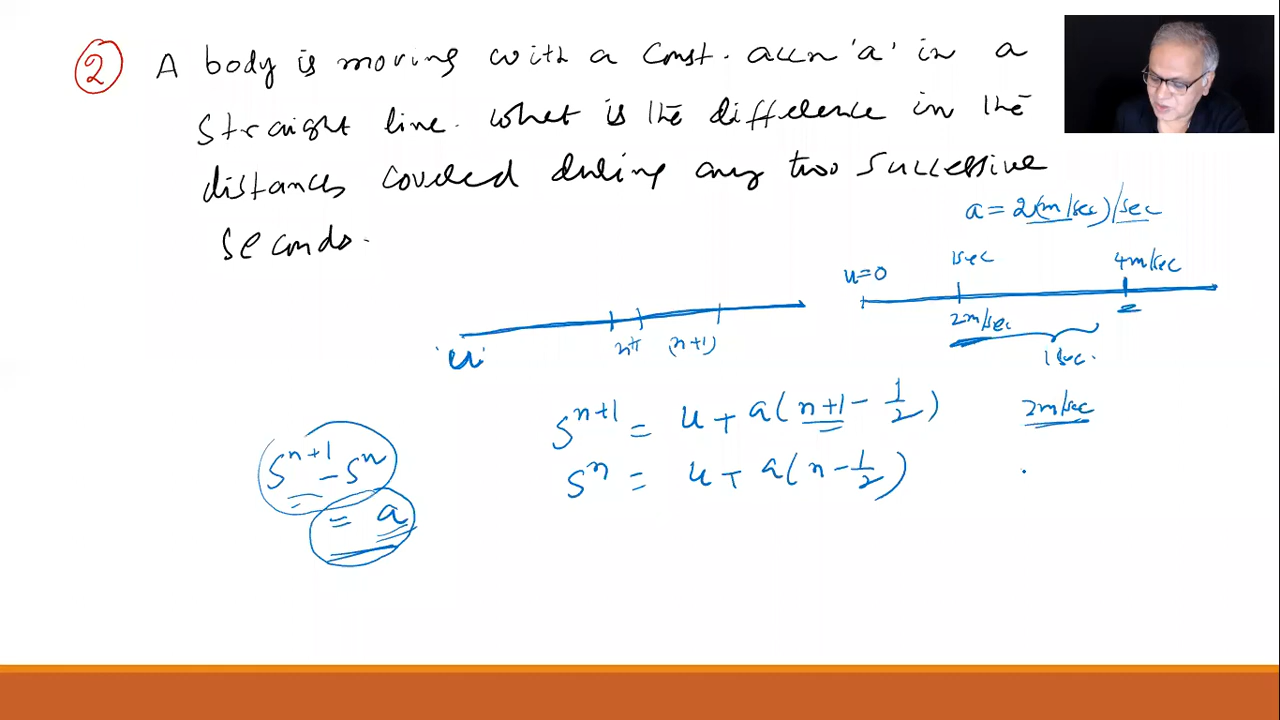 ② A body is moving with a const. accn 'a' in a
straight line. What is the difference in the
distances covered during any two successive
seconds.
a = 2(m/sec)/sec
u=0 1sec 4m/sec
2m/sec
1sec.
'u' nth (n+1)
2m/sec
S^{n+1} = u + a(n+1 - 1/2)
S^n = u + a(n - 1/2)
S^{n+1} - S^n
= a